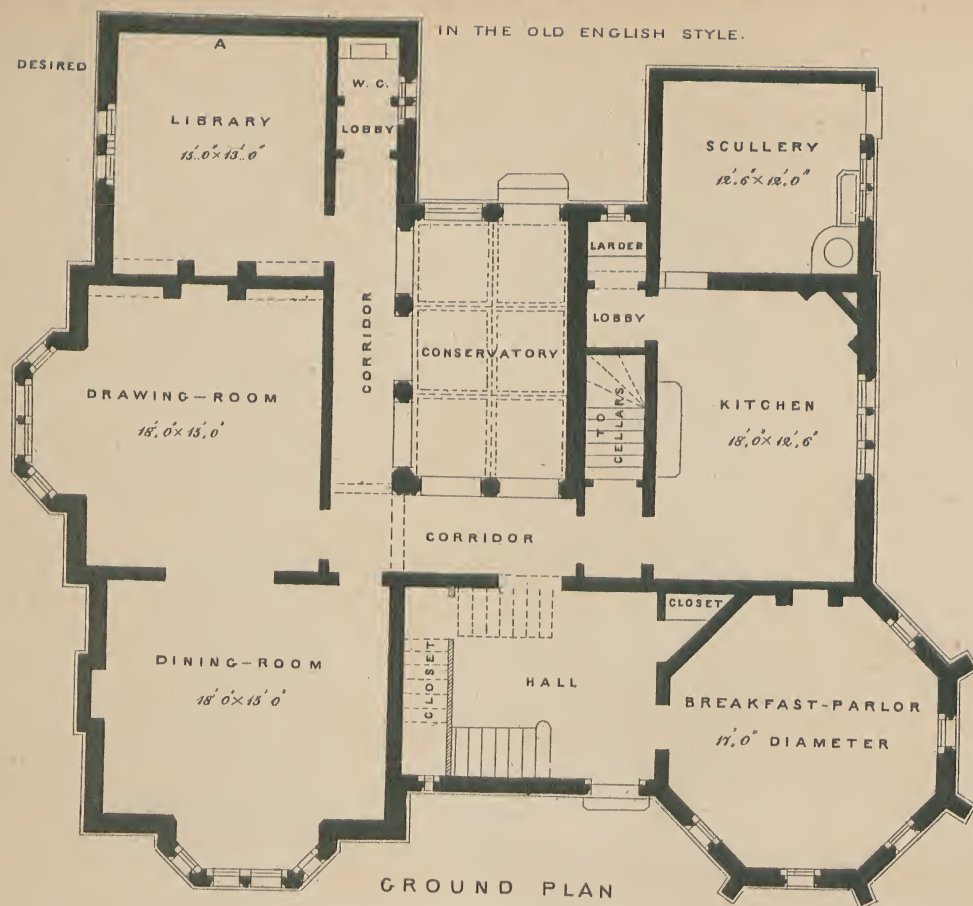 IN THE OLD ENGLISH STYLE.
DESIRED
A
W. C.
LIBRARY
15'.0" × 13'.0"
LOBBY
SCULLERY
12'.6" × 12'.0"
LARDER
LOBBY
CORRIDOR
CONSERVATORY
DRAWING-ROOM
18'.0" × 15'.0"
TO
CELLARS
KITCHEN
18'.0" × 12'.6"
CORRIDOR
CLOSET
DINING-ROOM
18'.0" × 15'.0"
CLOSET
HALL
BREAKFAST-PARLOR
17'.0" DIAMETER
GROUND PLAN